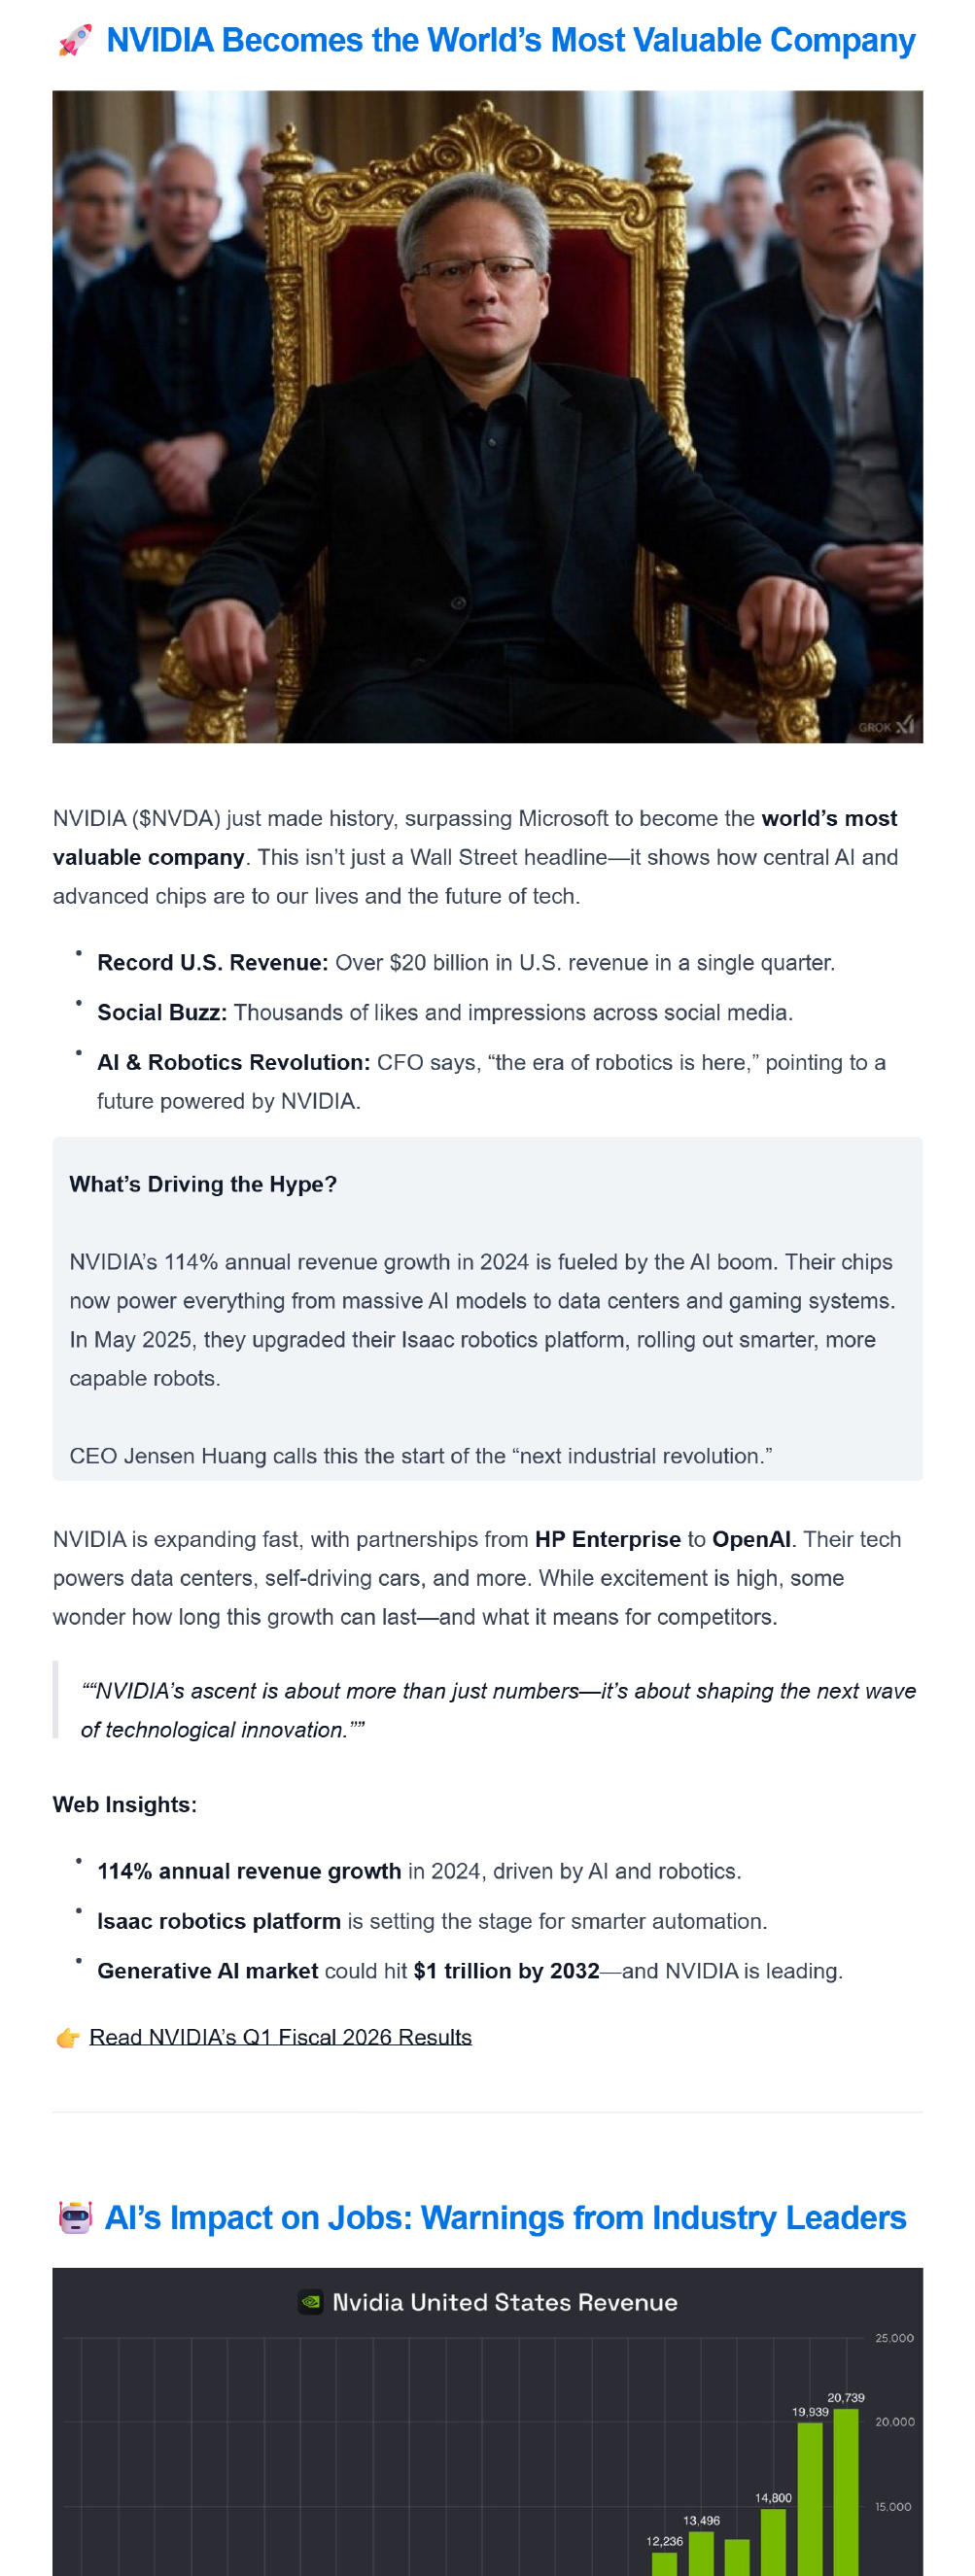 🚀 NVIDIA Becomes the World’s Most Valuable Company
GROK
NVIDIA ($NVDA) just made history, surpassing Microsoft to become the world’s most
valuable company. This isn’t just a Wall Street headline—it shows how central AI and
advanced chips are to our lives and the future of tech.
• Record U.S. Revenue: Over $20 billion in U.S. revenue in a single quarter.
• Social Buzz: Thousands of likes and impressions across social media.
• AI & Robotics Revolution: CFO says, “the era of robotics is here,” pointing to a
future powered by NVIDIA.
What’s Driving the Hype?
NVIDIA’s 114% annual revenue growth in 2024 is fueled by the AI boom. Their chips
now power everything from massive AI models to data centers and gaming systems.
In May 2025, they upgraded their Isaac robotics platform, rolling out smarter, more
capable robots.
CEO Jensen Huang calls this the start of the “next industrial revolution.”
NVIDIA is expanding fast, with partnerships from HP Enterprise to OpenAI. Their tech
powers data centers, self-driving cars, and more. While excitement is high, some
wonder how long this growth can last—and what it means for competitors.
““NVIDIA’s ascent is about more than just numbers—it’s about shaping the next wave
of technological innovation.””
Web Insights:
• 114% annual revenue growth in 2024, driven by AI and robotics.
• Isaac robotics platform is setting the stage for smarter automation.
• Generative AI market could hit $1 trillion by 2032—and NVIDIA is leading.
👉 Read NVIDIA’s Q1 Fiscal 2026 Results
🤖 AI’s Impact on Jobs: Warnings from Industry Leaders
Nvidia United States Revenue
25,000
20,739
19,939
20,000
14,800
15,000
13,496
12,236